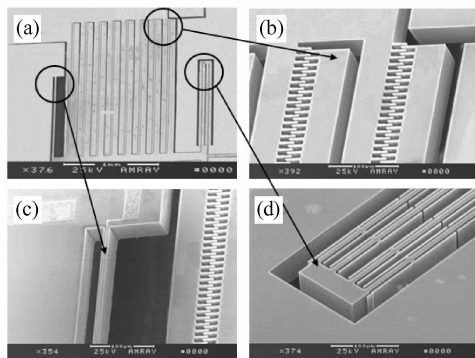 (a)
×37.6 25kV AMRAY #0000
(b)
×392 25kV AMRAY #0000
(c)
×354 25kV AMRAY #0000
(d)
×374 25kV AMRAY #0000